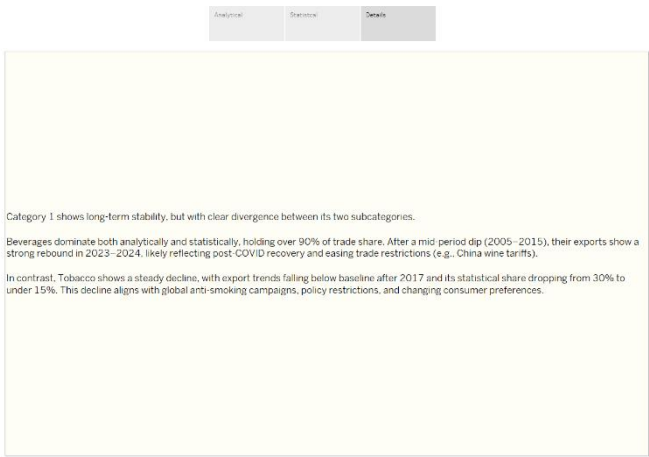 Analytical
Statistical
Details
Category 1 shows long-term stability, but with clear divergence between its two subcategories.
Beverages dominate both analytically and statistically, holding over 90% of trade share. After a mid-period dip (2005–2015), their exports show a
strong rebound in 2023–2024, likely reflecting post-COVID recovery and easing trade restrictions (e.g., China wine tariffs).
In contrast, Tobacco shows a steady decline, with export trends falling below baseline after 2017 and its statistical share dropping from 30% to
under 15%. This decline aligns with global anti-smoking campaigns, policy restrictions, and changing consumer preferences.